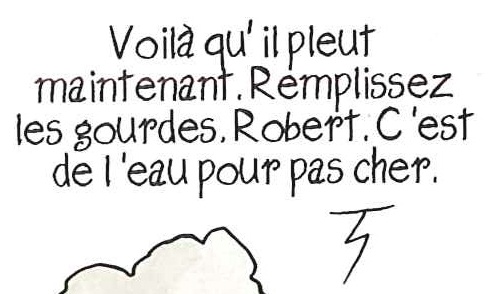 Voilà qu'il pleut
maintenant. Remplissez
les gourdes, Robert. C'est
de l'eau pour pas cher.